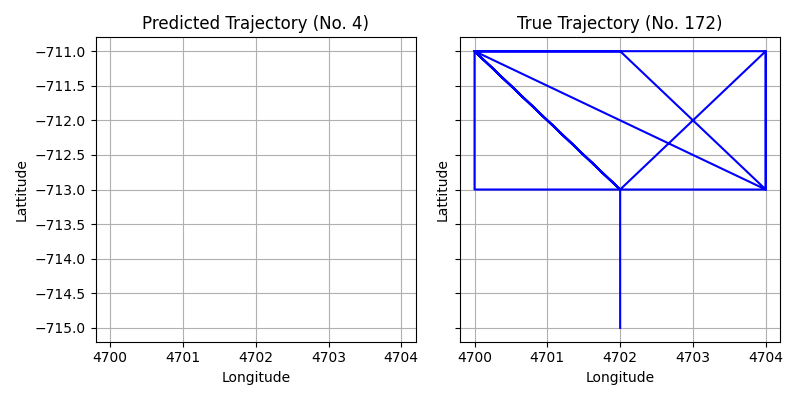 Predicted Trajectory (No. 4)
True Trajectory (No. 172)
−711.0
−711.5
−712.0
−712.5
−713.0
−713.5
−714.0
−714.5
−715.0
Lattitude
Lattitude
4700 4701 4702 4703 4704
4700 4701 4702 4703 4704
Longitude
Longitude